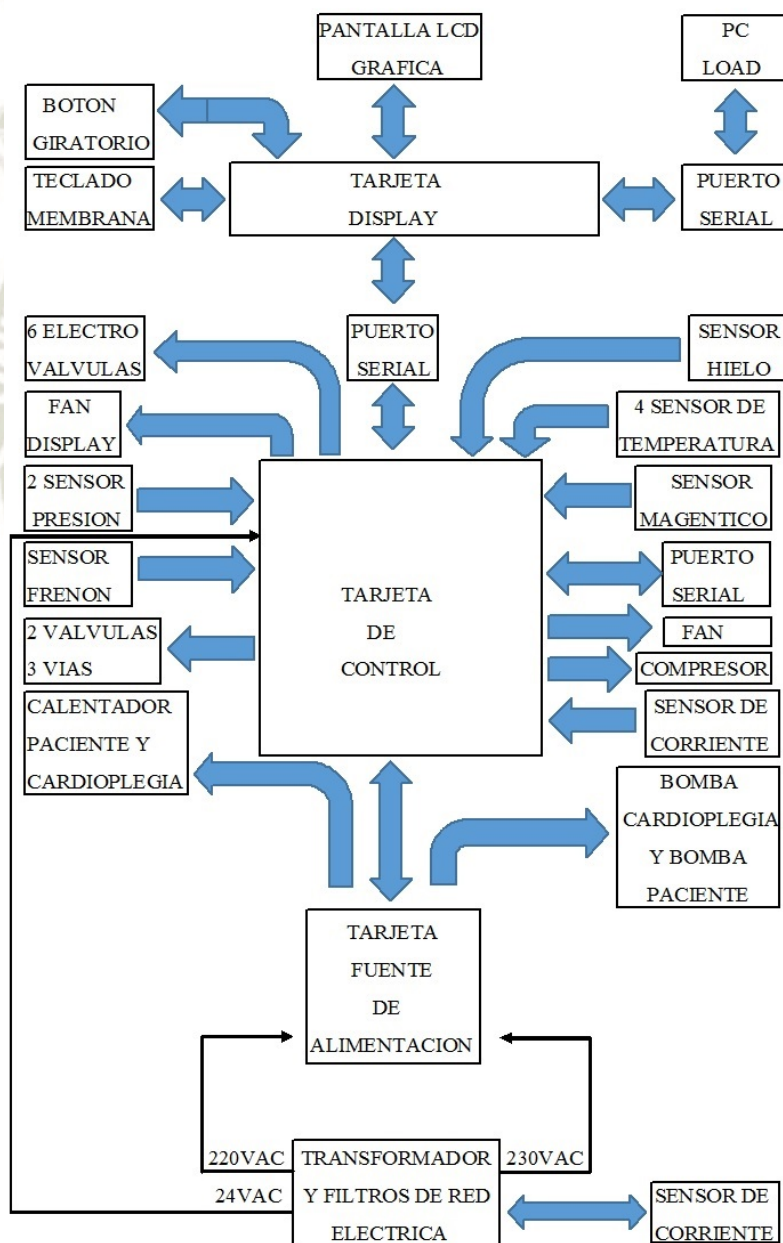 PANTALLA LCD
GRAFICA
PC
LOAD
BOTON
GIRATORIO
TECLADO
MEMBRANA
TARJETA
DISPLAY
PUERTO
SERIAL
6 ELECTRO
VALVULAS
PUERTO
SERIAL
SENSOR
HIELO
FAN
DISPLAY
4 SENSOR DE
TEMPERATURA
2 SENSOR
PRESION
SENSOR
MAGENTICO
SENSOR
FRENON
TARJETA
DE
CONTROL
PUERTO
SERIAL
2 VALVULAS
3 VIAS
FAN
COMPRESOR
CALENTADOR
PACIENTE Y
CARDIOPLEGIA
SENSOR DE
CORRIENTE
BOMBA
CARDIOPLEGIA
Y BOMBA
PACIENTE
TARJETA
FUENTE
DE
ALIMENTACION
220VAC
24VAC
TRANSFORMADOR
Y FILTROS DE RED
ELECTRICA
230VAC
SENSOR DE
CORRIENTE